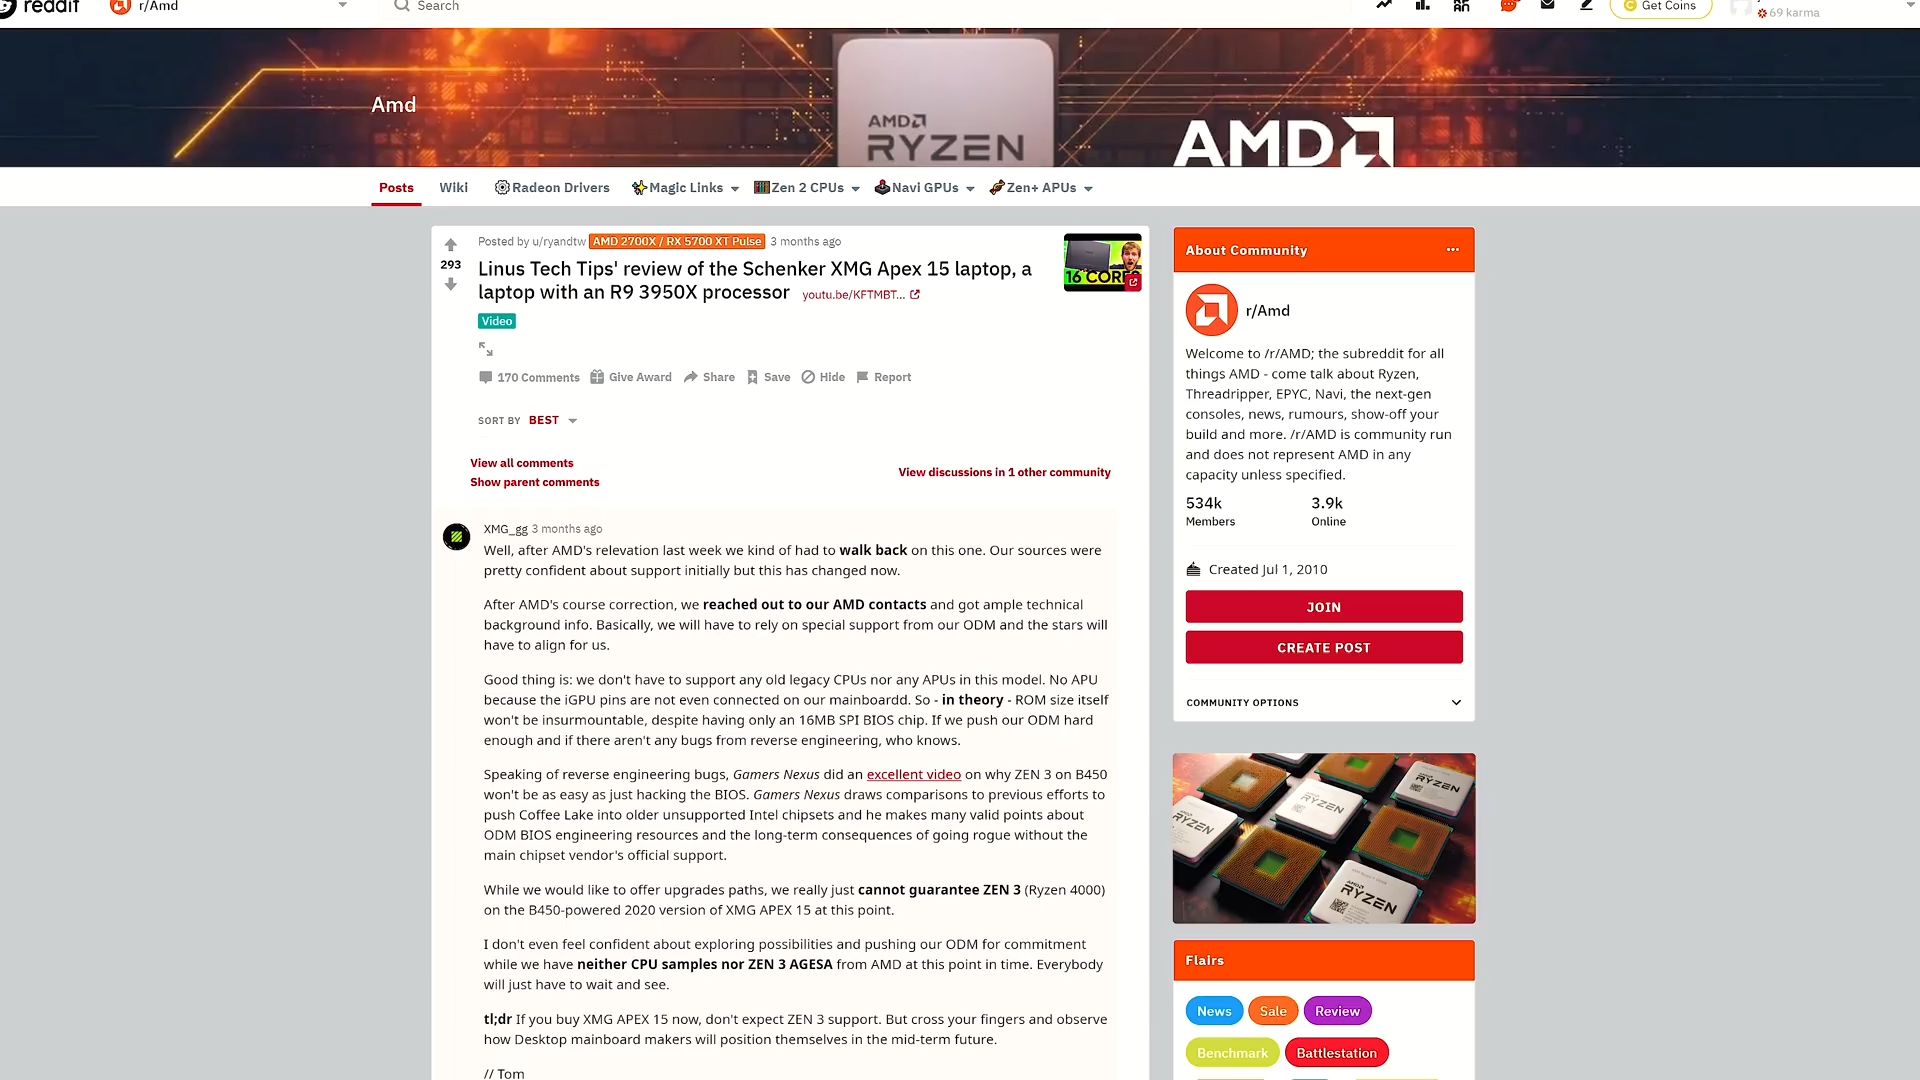 reddit
r/Amd
Search
Get Coins
69 karma
Amd
AMD
RYZEN
AMD
Posts
Wiki
Radeon Drivers
Magic Links
Zen 2 CPUs
Navi GPUs
Zen+ APUs
Posted by u/ryandtw AMD 2700X / RX 5700 XT Pulse 3 months ago
293
Linus Tech Tips' review of the Schenker XMG Apex 15 laptop, a
laptop with an R9 3950X processor youtu.be/KFTMBT...
16 CORES
Video
170 Comments Give Award Share Save Hide Report
SORT BY BEST
View all comments
Show parent comments
View discussions in 1 other community
XMG_gg 3 months ago
Well, after AMD's relevation last week we kind of had to walk back on this one. Our sources were
pretty confident about support initially but this has changed now.
After AMD's course correction, we reached out to our AMD contacts and got ample technical
background info. Basically, we will have to rely on special support from our ODM and the stars will
have to align for us.
Good thing is: we don't have to support any old legacy CPUs nor any APUs in this model. No APU
because the iGPU pins are not even connected on our mainboardd. So - in theory - ROM size itself
won't be insurmountable, despite having only an 16MB SPI BIOS chip. If we push our ODM hard
enough and if there aren't any bugs from reverse engineering, who knows.
Speaking of reverse engineering bugs, Gamers Nexus did an excellent video on why ZEN 3 on B450
won't be as easy as just hacking the BIOS. Gamers Nexus draws comparisons to previous efforts to
push Coffee Lake into older unsupported Intel chipsets and he makes many valid points about
ODM BIOS engineering resources and the long-term consequences of going rogue without the
main chipset vendor's official support.
While we would like to offer upgrades paths, we really just cannot guarantee ZEN 3 (Ryzen 4000)
on the B450-powered 2020 version of XMG APEX 15 at this point.
I don't even feel confident about exploring possibilities and pushing our ODM for commitment
while we have neither CPU samples nor ZEN 3 AGESA from AMD at this point in time. Everybody
will just have to wait and see.
tl;dr If you buy XMG APEX 15 now, don't expect ZEN 3 support. But cross your fingers and observe
how Desktop mainboard makers will position themselves in the mid-term future.
// Tom
About Community
r/Amd
Welcome to /r/AMD; the subreddit for all
things AMD - come talk about Ryzen,
Threadripper, EPYC, Navi, the next-gen
consoles, news, rumours, show-off your
build and more. /r/AMD is community run
and does not represent AMD in any
capacity unless specified.
534k 3.9k
Members Online
Created Jul 1, 2010
JOIN
CREATE POST
COMMUNITY OPTIONS
RYZEN
RYZEN
RYZEN
RYZEN
Flairs
News Sale Review
Benchmark Battlestation